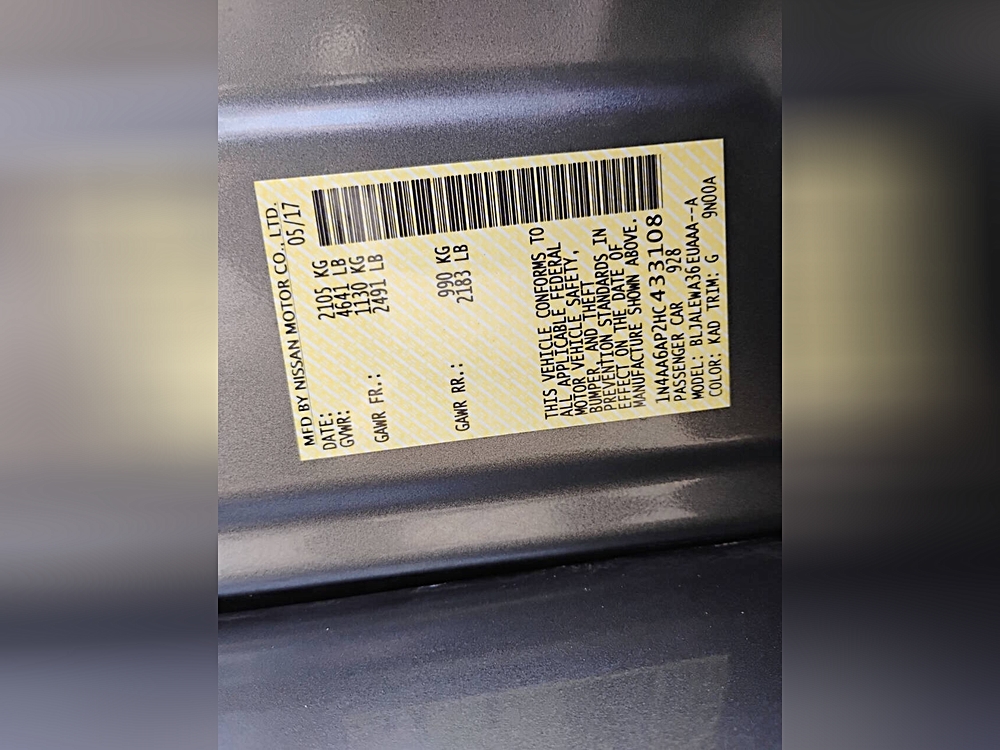 MFD BY NISSAN MOTOR CO., LTD.
DATE: 05/17
GVWR: 2105 KG
4641 LB
GAWR FR.: 1130 KG
2491 LB
GAWR RR.: 990 KG
2183 LB
THIS VEHICLE CONFORMS TO
ALL APPLICABLE FEDERAL
MOTOR VEHICLE SAFETY,
BUMPER, AND THEFT
PREVENTION STANDARDS IN
EFFECT ON THE DATE OF
MANUFACTURE SHOWN ABOVE.
1N4AA6AP2HC433108
PASSENGER CAR 928
MODEL: BLJALEWA36EUAAA--A
COLOR: KAD TRIM: G 9N00A